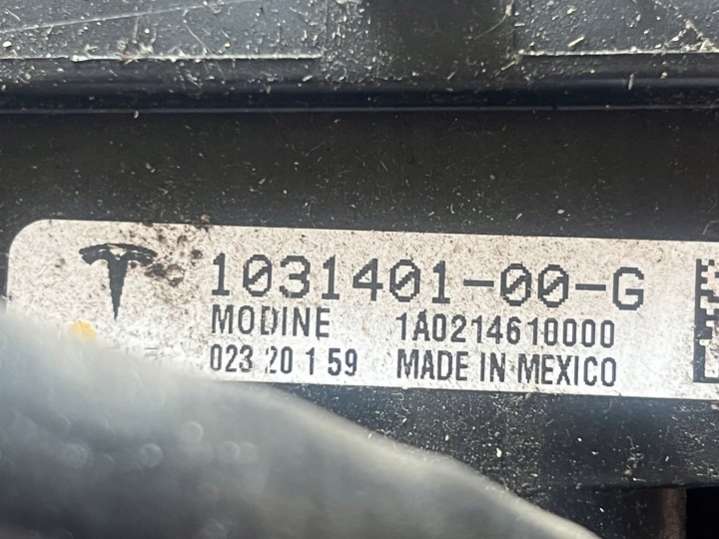 1031401-00-G
MODINE 1A0214610000
023 20 1 59 MADE IN MEXICO